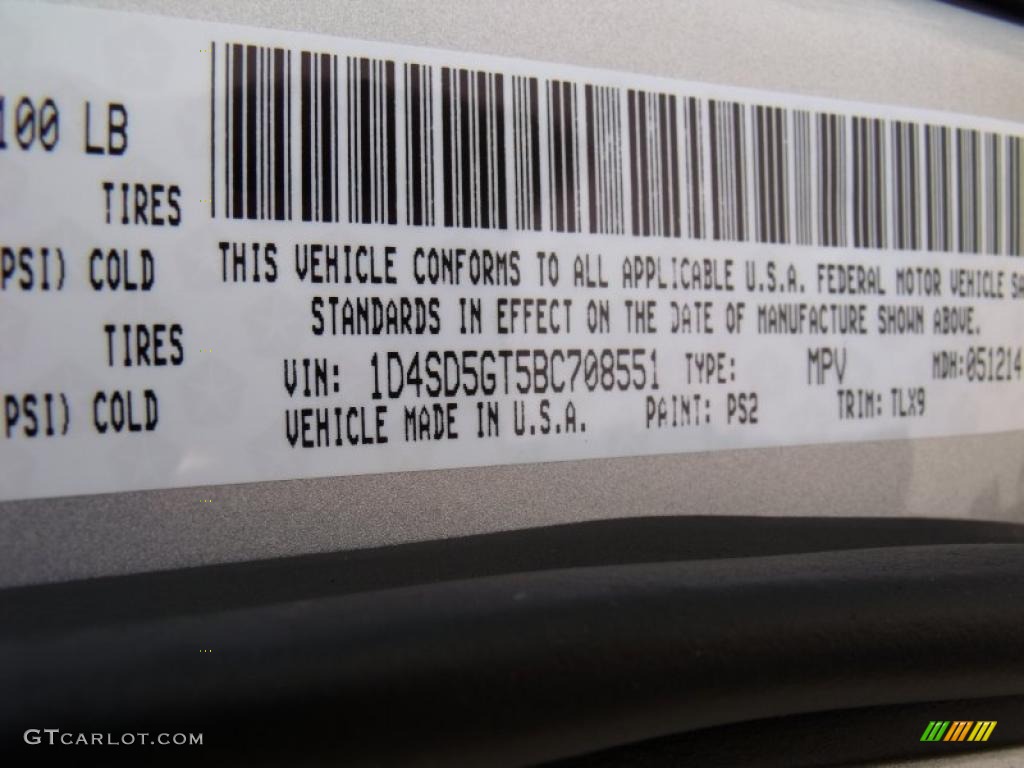 100 LB
TIRES
PSI) COLD
TIRES
PSI) COLD
THIS VEHICLE CONFORMS TO ALL APPLICABLE U.S.A. FEDERAL MOTOR VEHICLE SA
STANDARDS IN EFFECT ON THE DATE OF MANUFACTURE SHOWN ABOVE.
VIN: 1D4SD5GT5BC708551 TYPE: MPV MDH:051214
VEHICLE MADE IN U.S.A. PAINT: PS2 TRIM: TLX9
GTCARLOT.COM